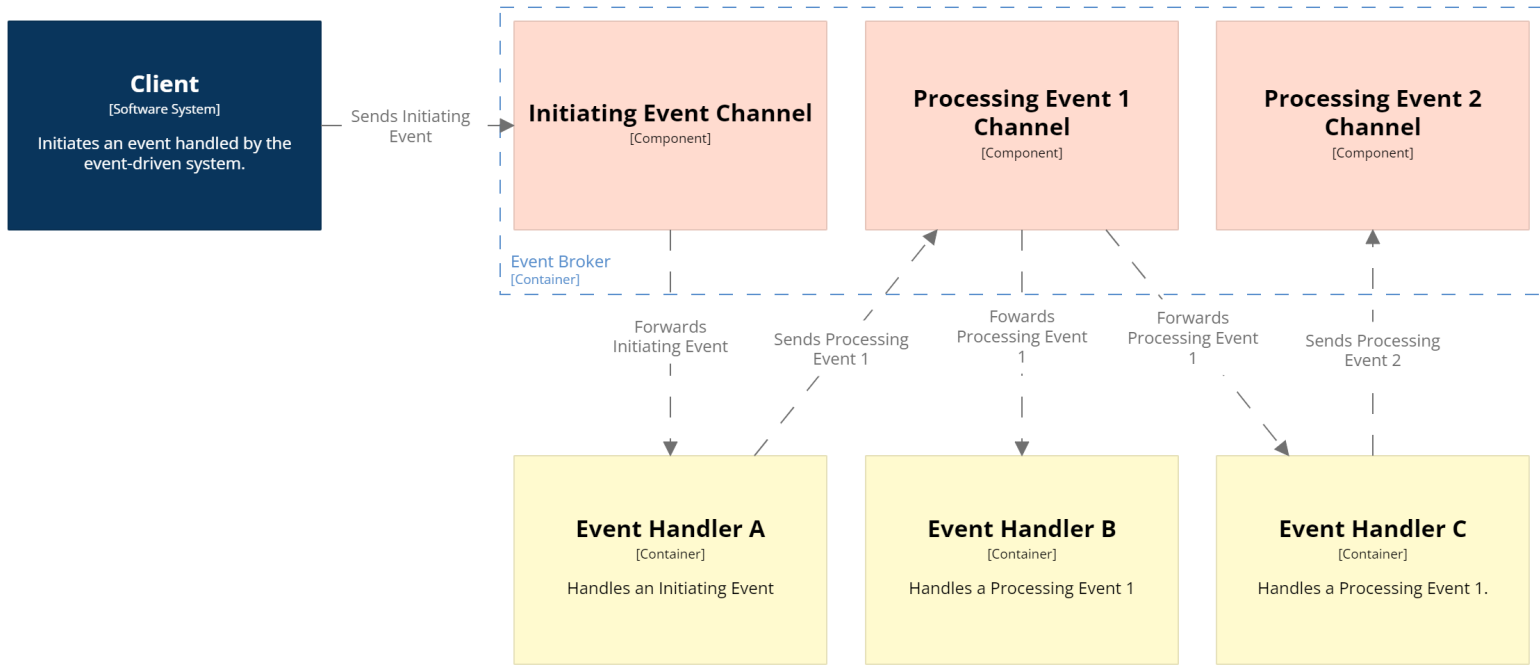 Client
[Software System]
Initiates an event handled by the
event-driven system.
Sends Initiating
Event
Initiating Event Channel
[Component]
Processing Event 1
Channel
[Component]
Processing Event 2
Channel
[Component]
Event Broker
[Container]
Forwards
Initiating Event
Sends Processing
Event 1
Fowards
Processing Event
1
Forwards
Processing Event
1
Sends Processing
Event 2
Event Handler A
[Container]
Handles an Initiating Event
Event Handler B
[Container]
Handles a Processing Event 1
Event Handler C
[Container]
Handles a Processing Event 1.